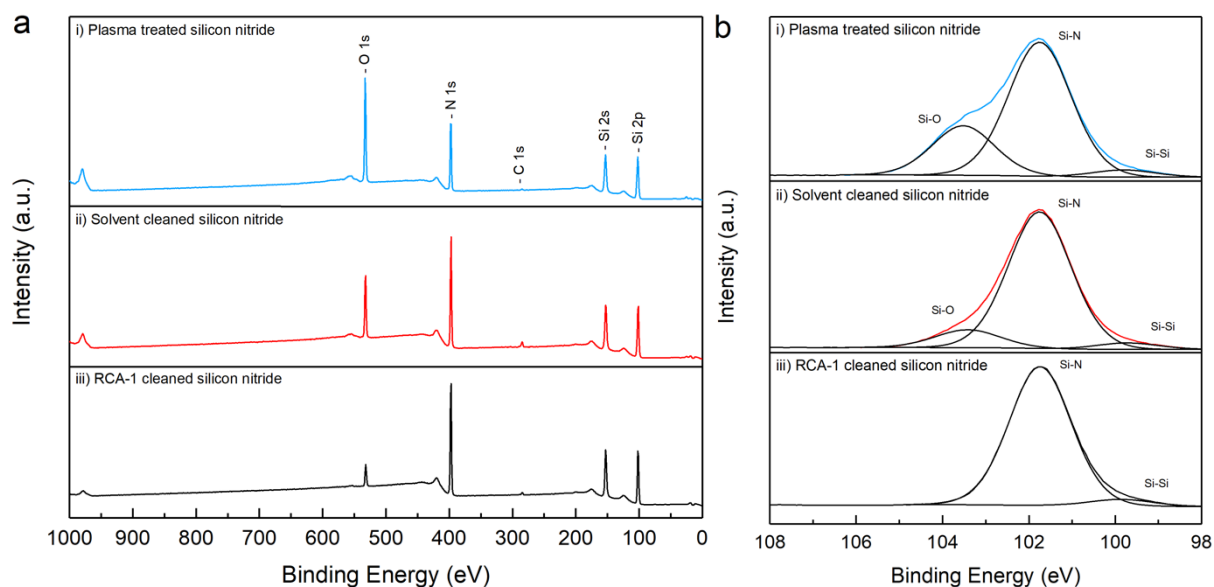 a
i) Plasma treated silicon nitride
O 1s
N 1s
C 1s
Si 2s
Si 2p
ii) Solvent cleaned silicon nitride
iii) RCA-1 cleaned silicon nitride
Intensity (a.u.)
1000 900 800 700 600 500 400 300 200 100 0
Binding Energy (eV)
b
i) Plasma treated silicon nitride
Si-N
Si-O
Si-Si
ii) Solvent cleaned silicon nitride
Si-N
Si-O
Si-Si
iii) RCA-1 cleaned silicon nitride
Si-N
Si-Si
Intensity (a.u.)
108 106 104 102 100 98
Binding Energy (eV)